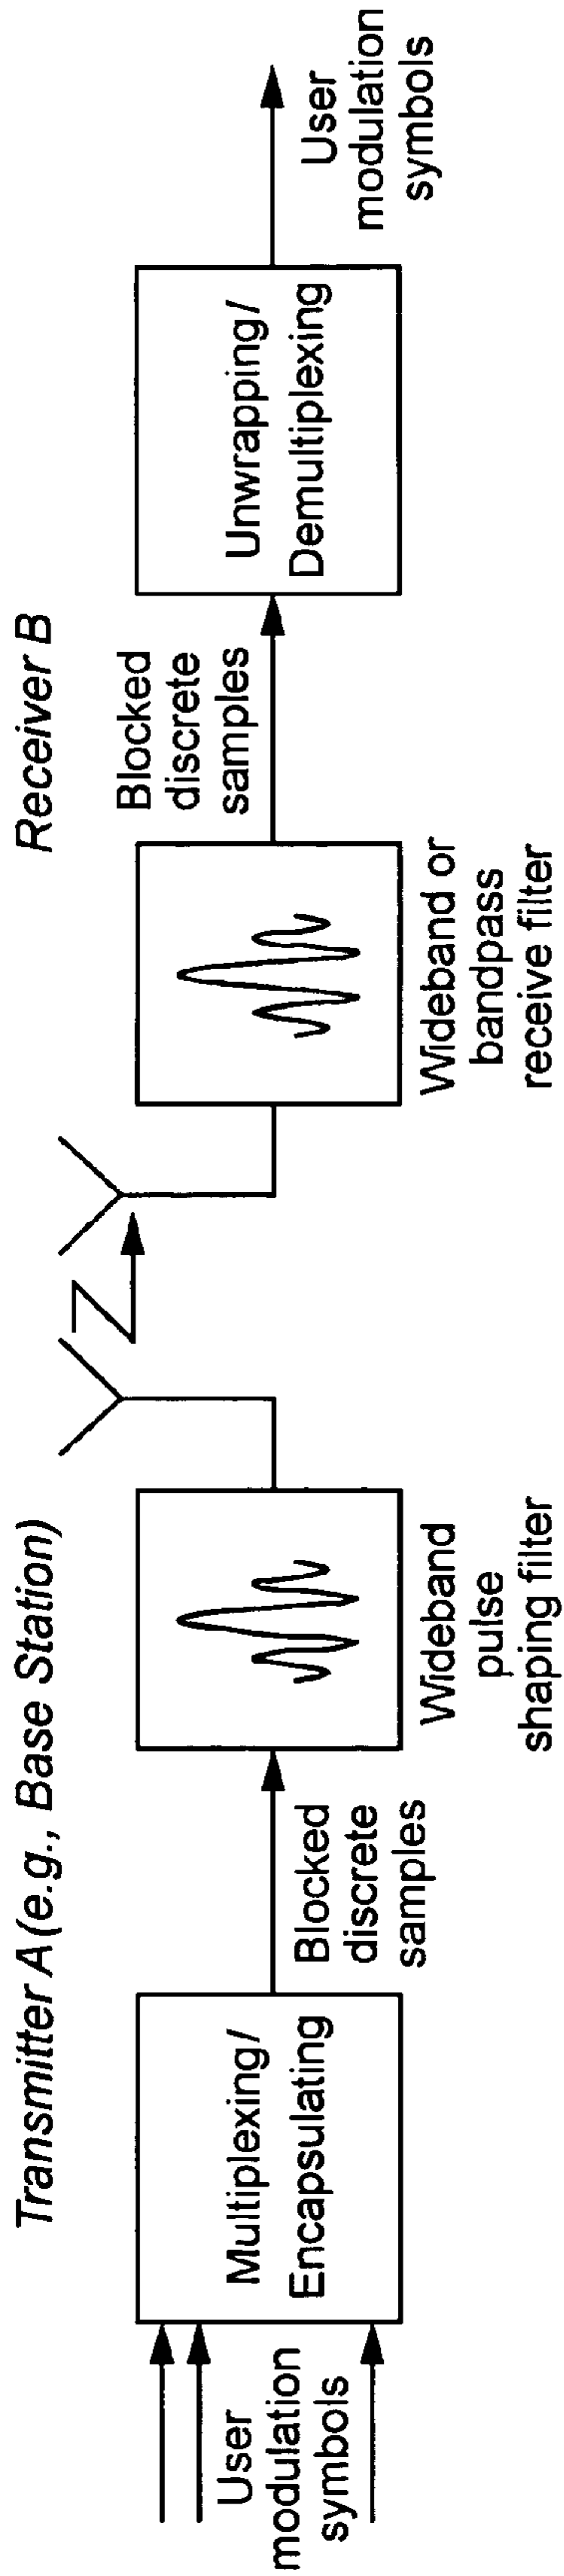 Transmitter A (e.g., Base Station)
User
modulation
symbols
Multiplexing/
Encapsulating
Blocked
discrete
samples
Wideband
pulse
shaping filter
Receiver B
Wideband or
bandpass
receive filter
Blocked
discrete
samples
Unwrapping/
Demultiplexing
User
modulation
symbols